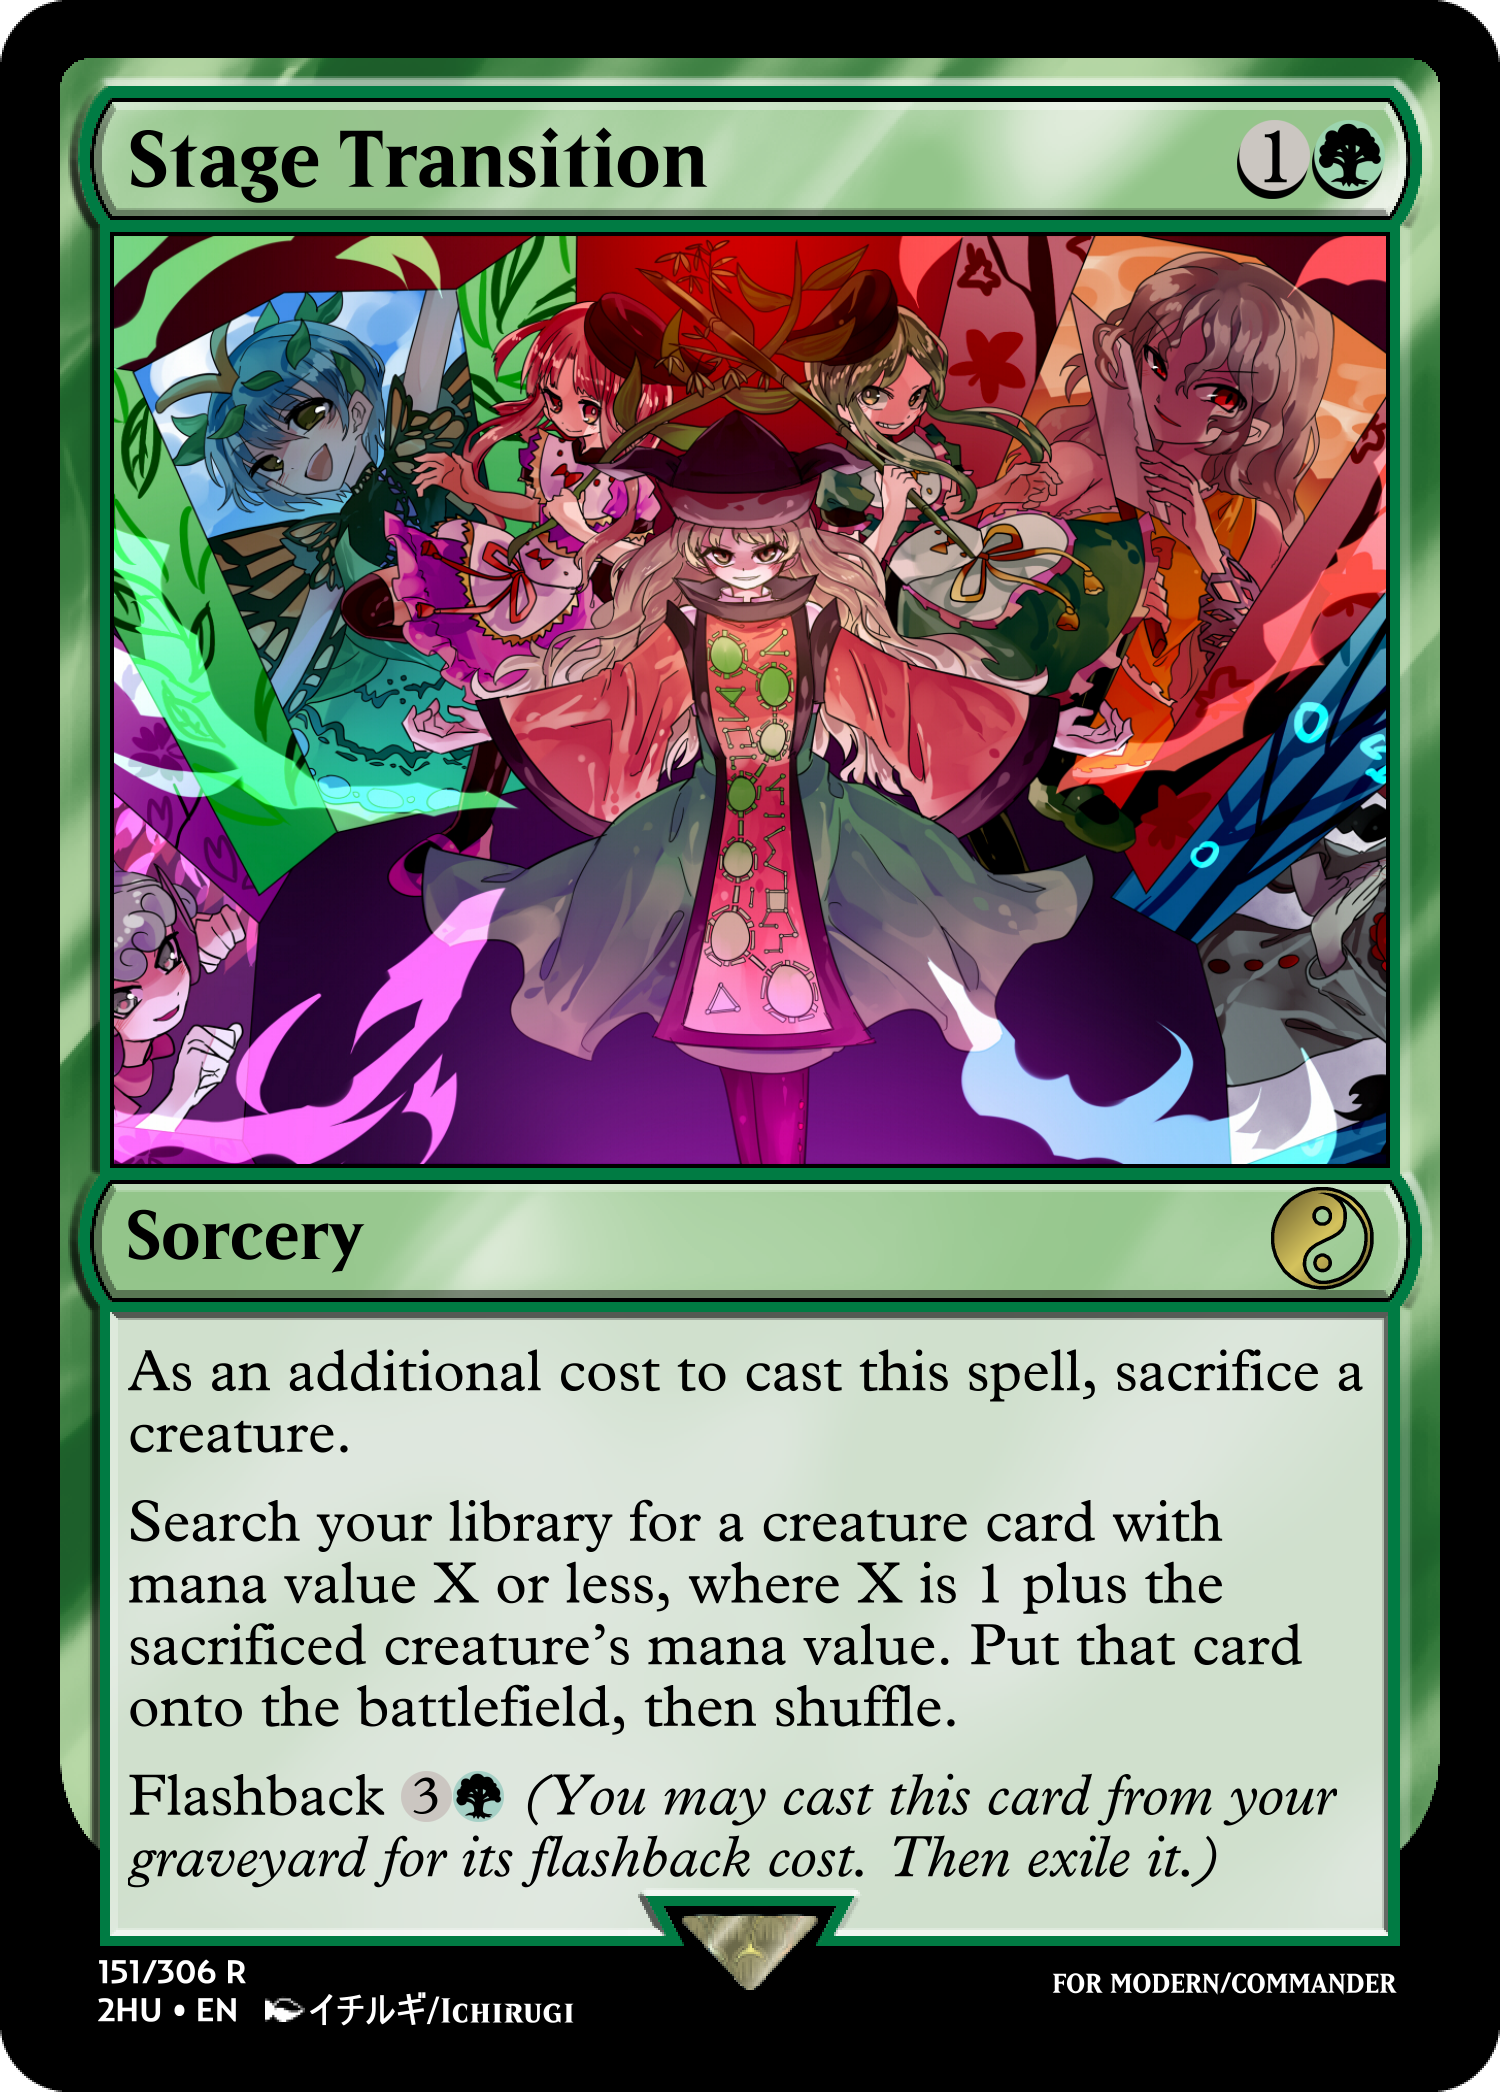 Stage Transition 1
Sorcery
As an additional cost to cast this spell, sacrifice a
creature.
Search your library for a creature card with
mana value X or less, where X is 1 plus the
sacrificed creature's mana value. Put that card
onto the battlefield, then shuffle.
Flashback 3 (You may cast this card from your
graveyard for its flashback cost. Then exile it.)
151/306 R
FOR MODERN/COMMANDER
2HU • EN イチルギ/ICHIRUGI